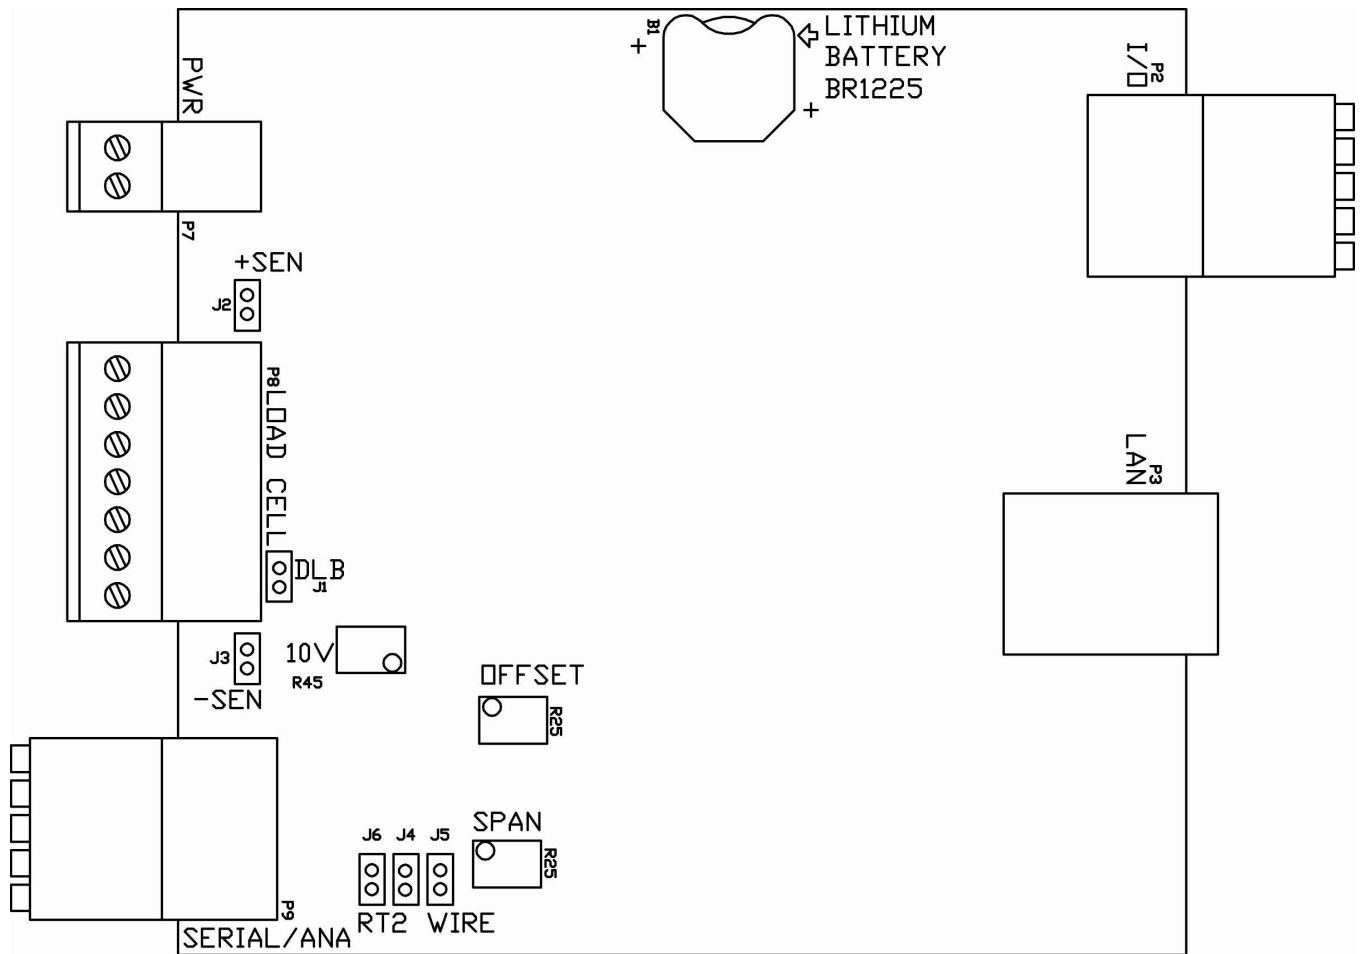 B1
LITHIUM
BATTERY
BR1225
+
+
PWR
I/O
P2
P7
+SEN
J2
P8
LOAD CELL
LAN
P3
DLB
J1
J3
10V
R45
-SEN
OFFSET
R25
SPAN
R25
J6 J4 J5
RT2 WIRE
P9
SERIAL/ANA